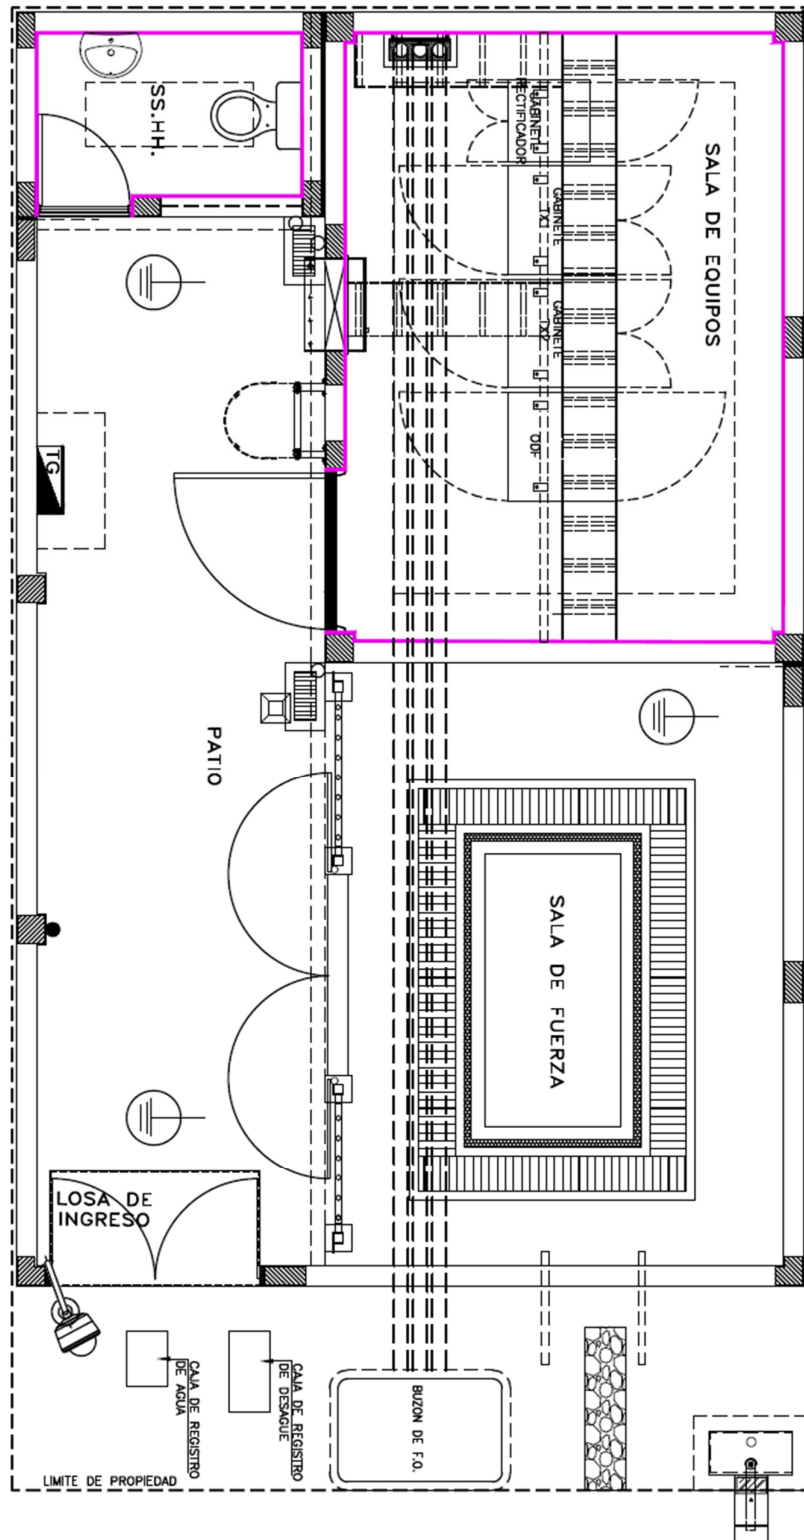 SS.HH.
GABINETE
RECTIFICADOR
SALA DE EQUIPOS
GABINETE
TX1
GABINETE
TX2
ODF
TG
PATIO
SALA DE FUERZA
LOSA DE
INGRESO
CAJA DE REGISTRO
DE AGUA
CAJA DE REGISTRO
DE DESAGUE
BUZON DE F.O.
LIMITE DE PROPIEDAD